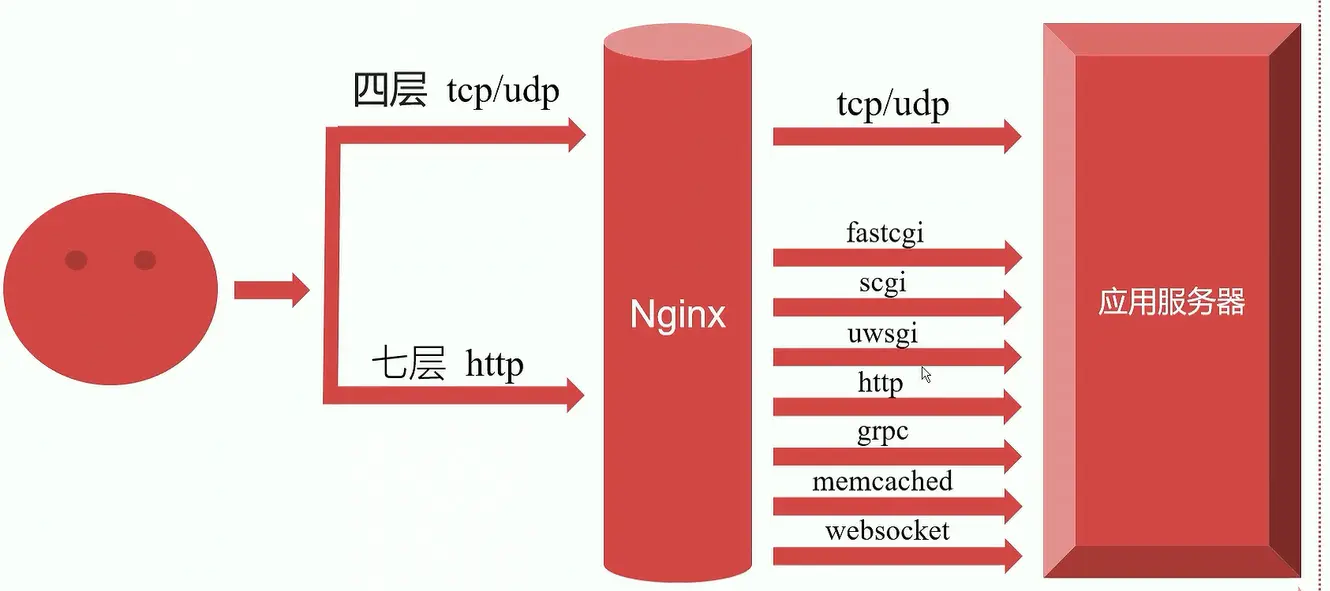 四层 tcp/udp
tcp/udp
fastcgi
scgi
uwsgi
http
grpc
memcached
websocket
七层 http
Nginx
应用服务器